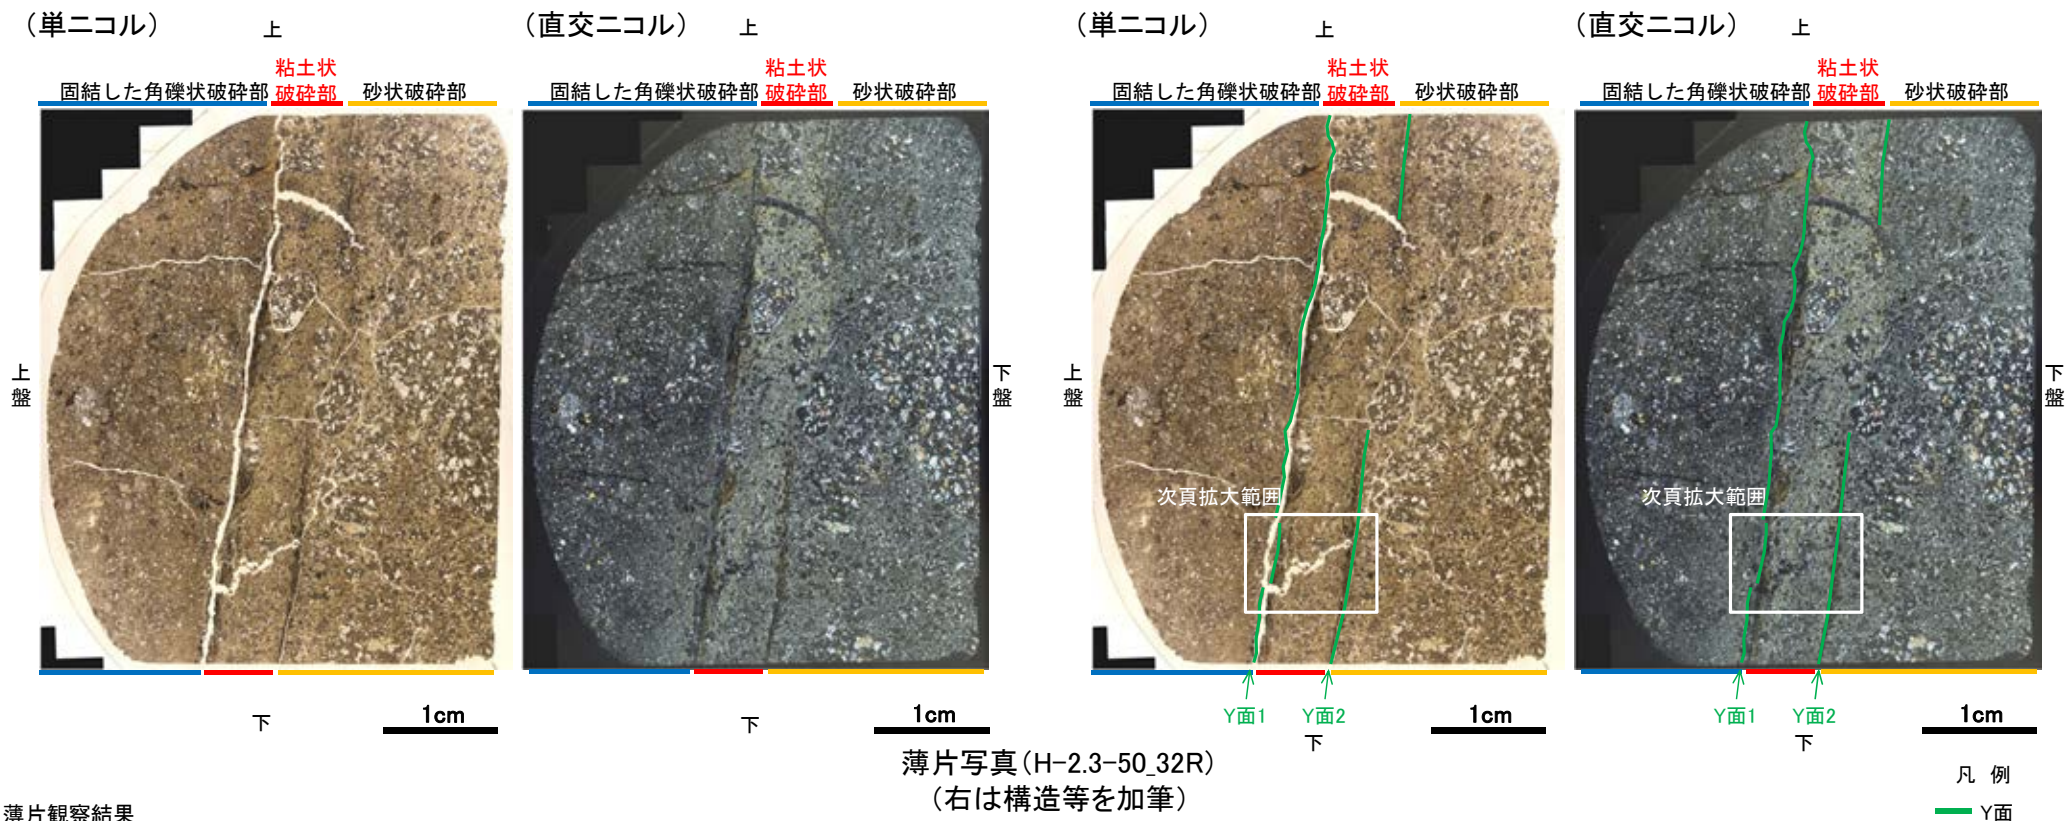 （単ニコル）
上
（直交ニコル）
上
（単ニコル）
上
（直交ニコル）
上
固結した角礫状破砕部
粘土状
破砕部
砂状破砕部
固結した角礫状破砕部
粘土状
破砕部
砂状破砕部
固結した角礫状破砕部
粘土状
破砕部
砂状破砕部
固結した角礫状破砕部
粘土状
破砕部
砂状破砕部
上
盤
下
盤
上
盤
下
盤
次頁拡大範囲
次頁拡大範囲
下
1cm
下
1cm
Y面1
Y面2
下
1cm
Y面1
Y面2
下
1cm
薄片写真（H-2.3-50_32R）
（右は構造等を加筆）
凡 例
Y面
薄片観察結果